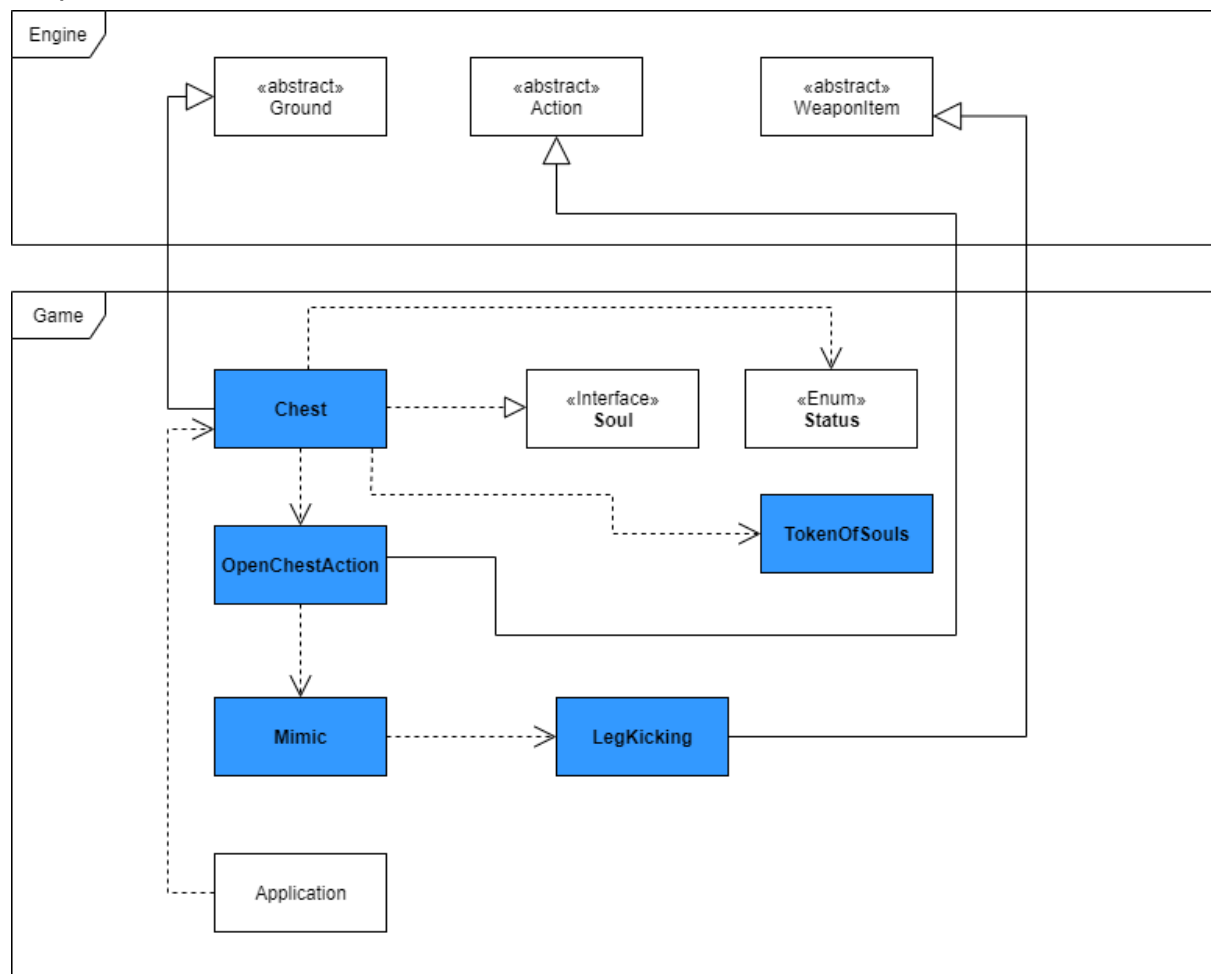 Engine
«abstract»
Ground
«abstract»
Action
«abstract»
WeaponItem
Game
Chest
«Interface»
Soul
«Enum»
Status
TokenOfSouls
OpenChestAction
Mimic
LegKicking
Application